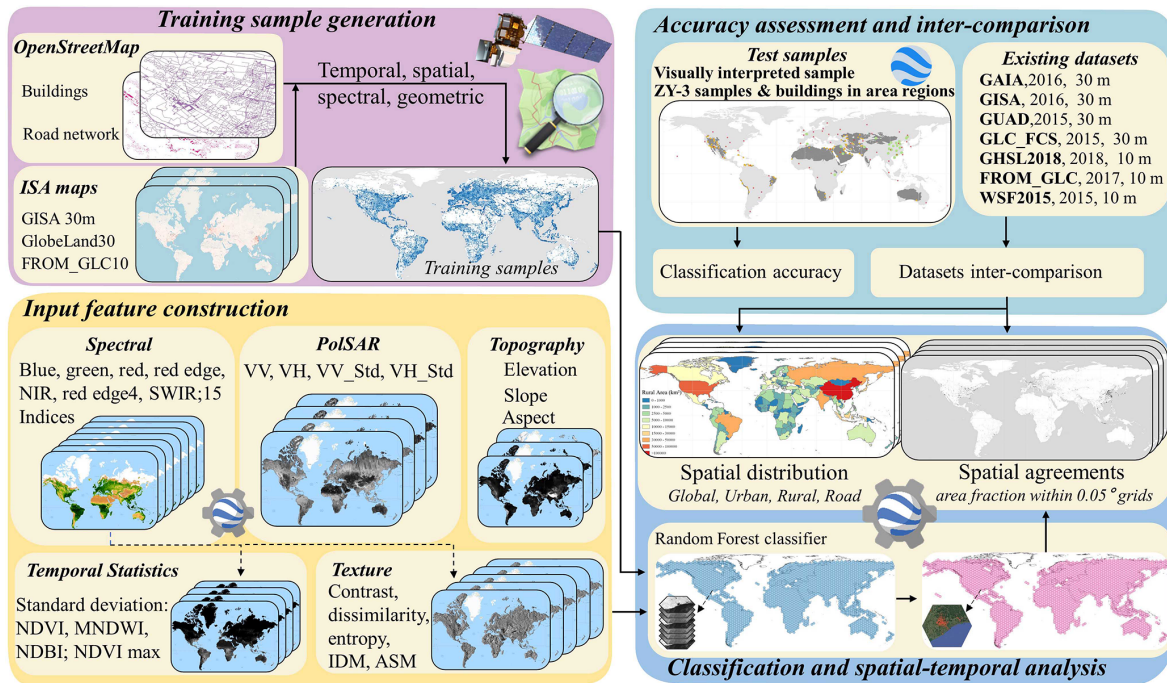 Training sample generation
OpenStreetMap
Buildings
Road network
Temporal, spatial,
spectral, geometric
ISA maps
GISA 30m
GlobeLand30
FROM_GLC10
Training samples
Input feature construction
Spectral
Blue, green, red, red edge,
NIR, red edge4, SWIR;15
Indices
PolSAR
VV, VH, VV_Std, VH_Std
Topography
Elevation
Slope
Aspect
Temporal Statistics
Standard deviation:
NDVI, MNDWI,
NDBI; NDVI max
Texture
Contrast,
dissimilarity,
entropy,
IDM, ASM
Accuracy assessment and inter-comparison
Test samples
Visually interpreted sample
ZY-3 samples & buildings in area regions
Existing datasets
GAIA,2016, 30 m
GISA, 2016, 30 m
GUAD,2015, 30 m
GLC_FCS, 2015, 30 m
GHSL2018, 2018, 10 m
FROM_GLC, 2017, 10 m
WSF2015, 2015, 10 m
Classification accuracy
Datasets inter-comparison
Rural Area (km²)
Spatial distribution
Global, Urban, Rural, Road
Spatial agreements
area fraction within 0.05° grids
Random Forest classifier
Classification and spatial-temporal analysis